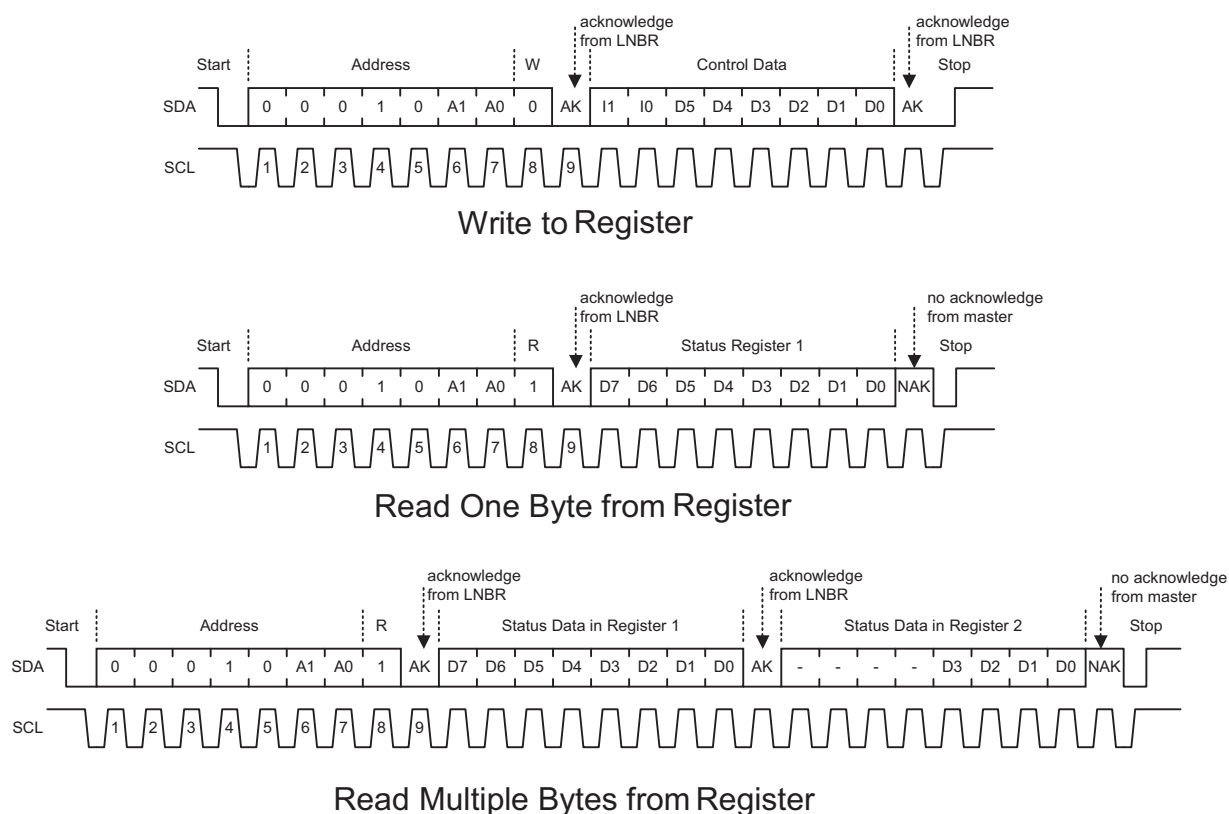 acknowledge
from LNBR
acknowledge
from LNBR
Start Address W Control Data Stop
SDA 0 0 0 1 0 A1 A0 0 AK I1 I0 D5 D4 D3 D2 D1 D0 AK
SCL 1 2 3 4 5 6 7 8 9
Write to Register
acknowledge
from LNBR
no acknowledge
from master
Start Address R Status Register 1 Stop
SDA 0 0 0 1 0 A1 A0 1 AK D7 D6 D5 D4 D3 D2 D1 D0 NAK
SCL 1 2 3 4 5 6 7 8 9
Read One Byte from Register
acknowledge
from LNBR
acknowledge
from LNBR
no acknowledge
from master
Start Address R Status Data in Register 1 Status Data in Register 2 Stop
SDA 0 0 0 1 0 A1 A0 1 AK D7 D6 D5 D4 D3 D2 D1 D0 AK - - - - D3 D2 D1 D0 NAK
SCL 1 2 3 4 5 6 7 8 9
Read Multiple Bytes from Register